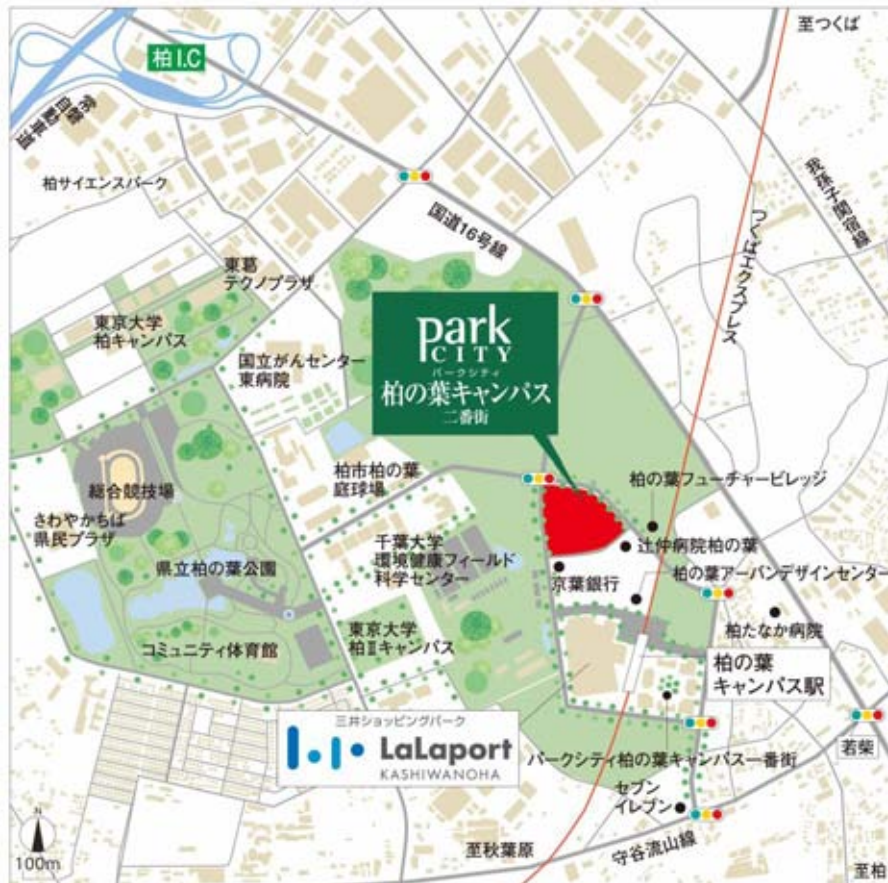 至つくば
柏I.C
常磐
自動車道
柏サイエンスパーク
国道16号線
我孫子関宿線
つくばエクスプレス
東葛
テクノプラザ
東京大学
柏キャンパス
国立がんセンター
東病院
park
CITY
パークシティ
柏の葉キャンパス
二番街
柏市柏の葉
庭球場
柏の葉フューチャービレッジ
総合競技場
さわやかちば
県民プラザ
千葉大学
環境健康フィールド
科学センター
辻仲病院柏の葉
京葉銀行
柏の葉アーバンデザインセンター
県立柏の葉公園
柏たなか病院
コミュニティ体育館
東京大学
柏Ⅱキャンパス
柏の葉
キャンパス駅
三井ショッピングパーク
LaLaport
KASHIWANOHA
パークシティ柏の葉キャンパス一番街
若柴
セブン
イレブン
N
100m
至秋葉原
守谷流山線
至柏